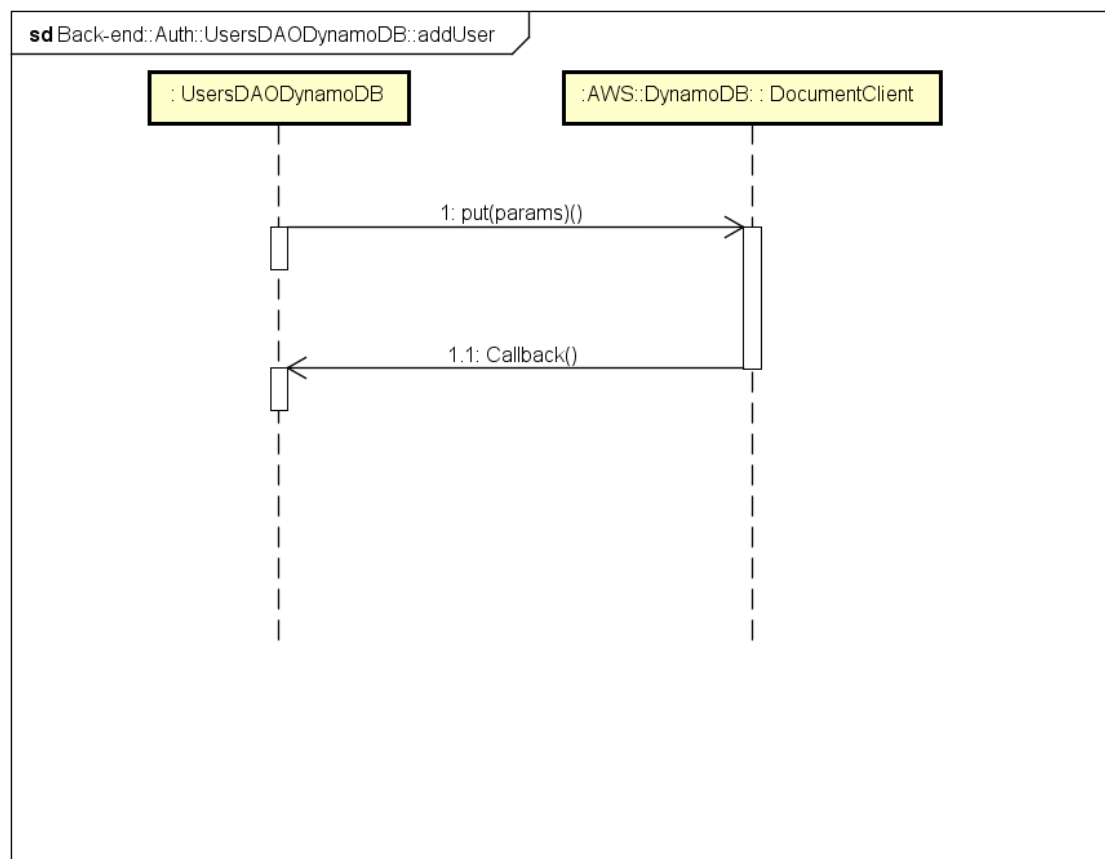 sd Back-end::Auth::UsersDAODynamoDB::addUser
: UsersDAODynamoDB
:AWS::DynamoDB: : DocumentClient
1: put(params)()
1.1: Callback()